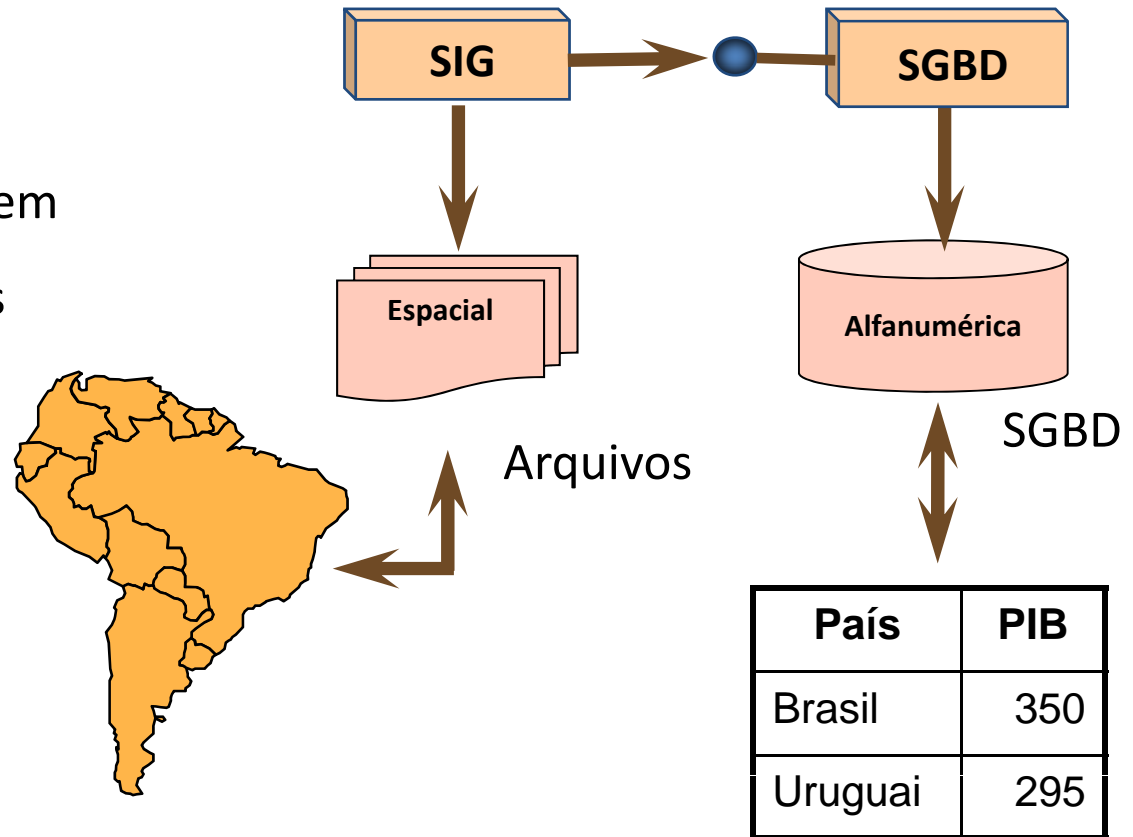 SIG
SGBD
em
s
Espacial
Alfanumérica
Arquivos
SGBD
País PIB
Brasil 350
Uruguai 295